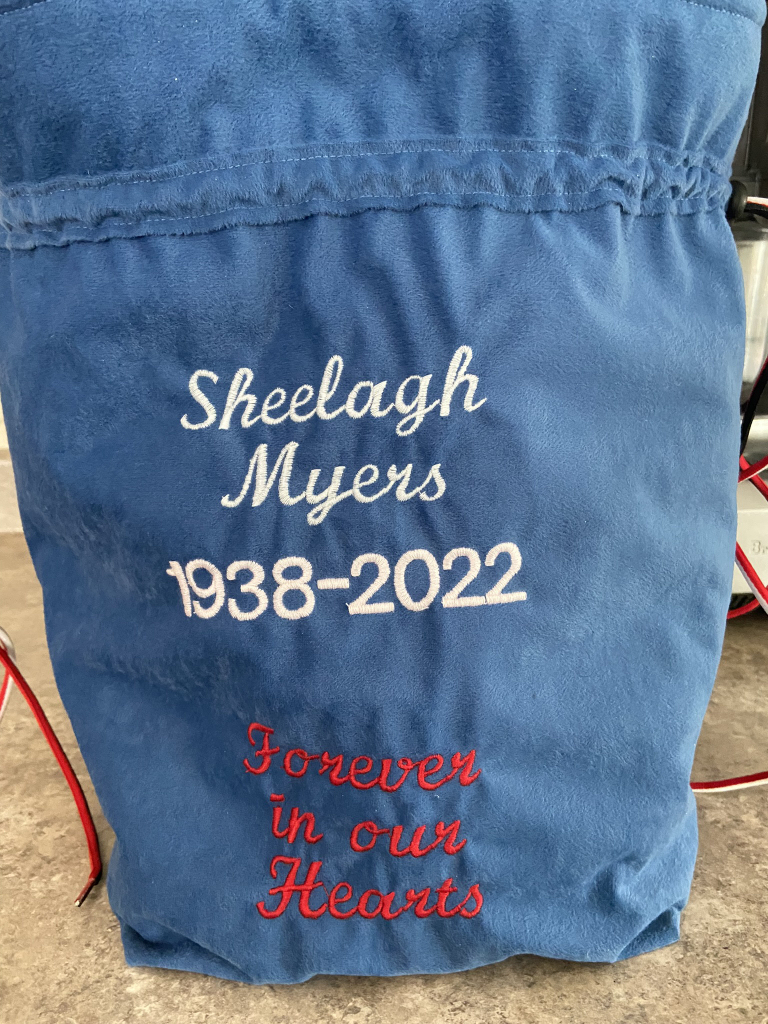 Sheelagh
Myers
1938-2022
Forever
in our
Hearts